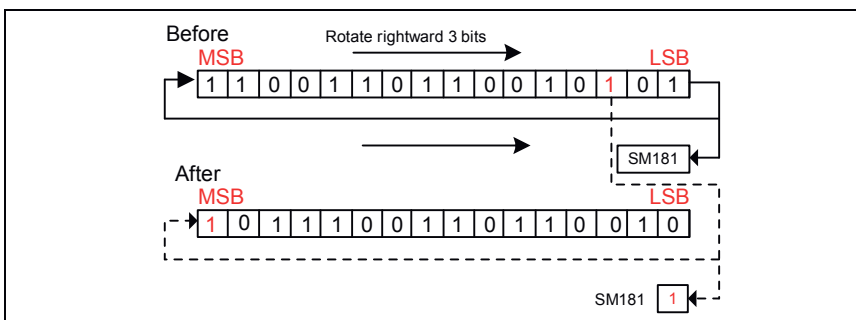 Before
Rotate rightward 3 bits
MSB
LSB
1 1 0 0 1 1 0 1 1 0 0 1 0 1 0 1
SM181
After
MSB
LSB
1 0 1 1 1 0 0 1 1 0 1 1 0 0 1 0
SM181 1